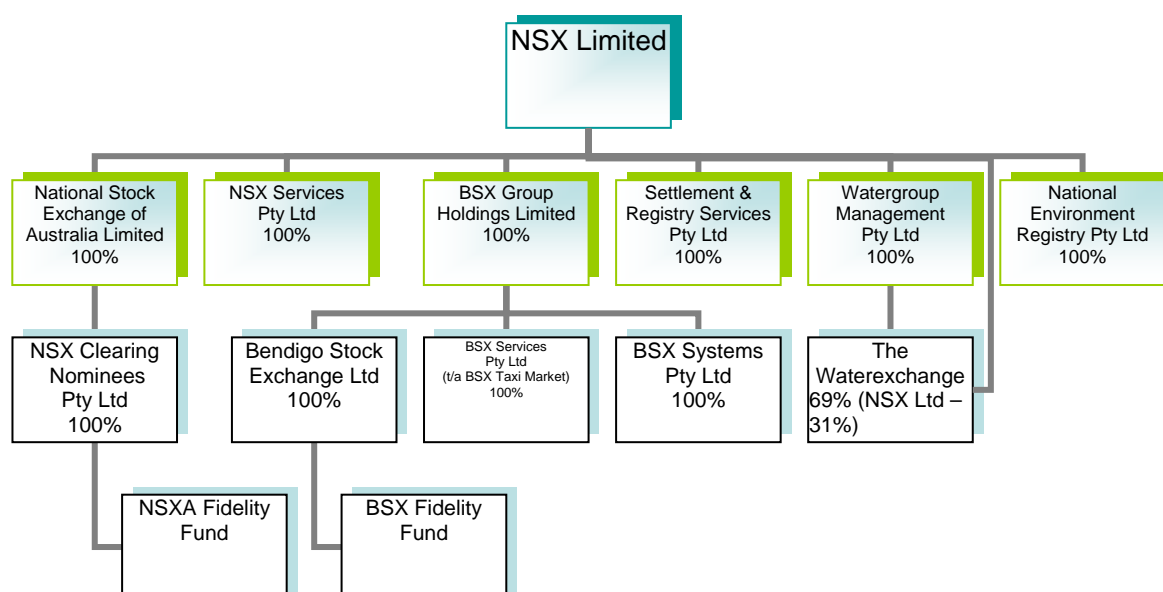 NSX Limited
National Stock
Exchange of
Australia Limited
100%
NSX Services
Pty Ltd
100%
BSX Group
Holdings Limited
100%
Settlement &
Registry Services
Pty Ltd
100%
Watergroup
Management
Pty Ltd
100%
National
Environment
Registry Pty Ltd
100%
NSX Clearing
Nominees
Pty Ltd
100%
Bendigo Stock
Exchange Ltd
100%
BSX Services
Pty Ltd
(t/a BSX Taxi Market)
100%
BSX Systems
Pty Ltd
100%
The
Waterexchange
69% (NSX Ltd –
31%)
NSXA Fidelity
Fund
BSX Fidelity
Fund